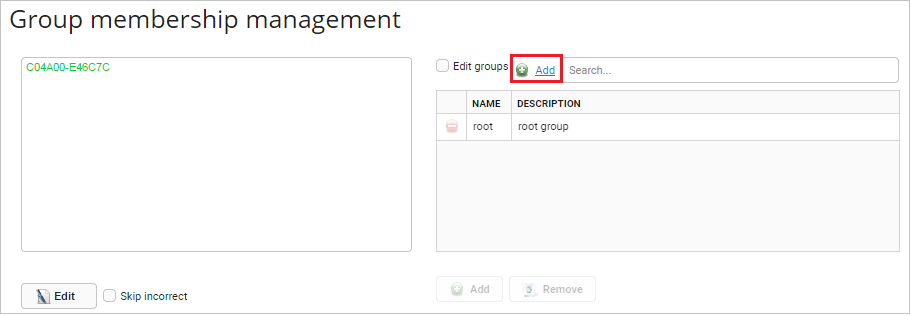 Group membership management
C04A00-E46C7C
Edit groups Add Search...
NAME DESCRIPTION
root root group
Edit Skip incorrect
Add Remove